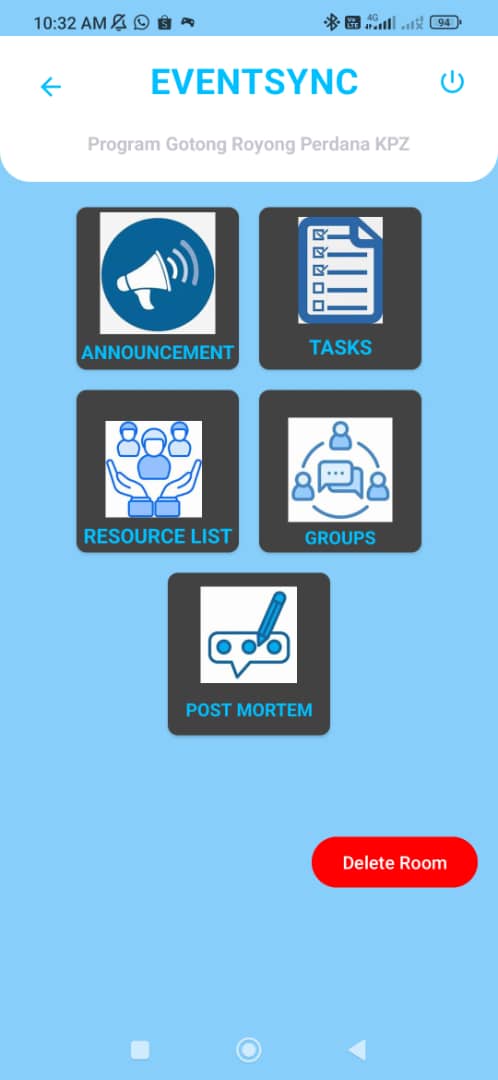 10:32 AM
4G
94
EVENTSYNC
Program Gotong Royong Perdana KPZ
ANNOUNCEMENT
TASKS
RESOURCE LIST
GROUPS
POST MORTEM
Delete Room